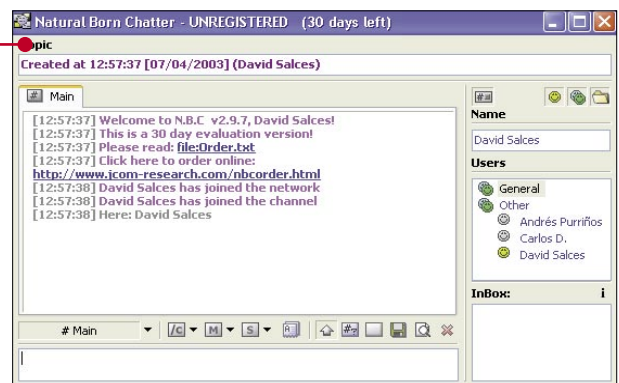 Natural Born Chatter - UNREGISTERED (30 days left)
opic
Created at 12:57:37 [07/04/2003] (David Salces)
Main
[12:57:37] Welcome to N.B.C v2.9.7, David Salces!
[12:57:37] This is a 30 day evaluation version!
[12:57:37] Please read: file:Order.txt
[12:57:37] Click here to order online:
http://www.jcom-research.com/nbcorder.html
[12:57:38] David Salces has joined the network
[12:57:38] David Salces has joined the channel
[12:57:38] Here: David Salces
# Main
/C
M
S
#?
Name
David Salces
Users
General
Other
Andrés Purriños
Carlos D.
David Salces
InBox: i